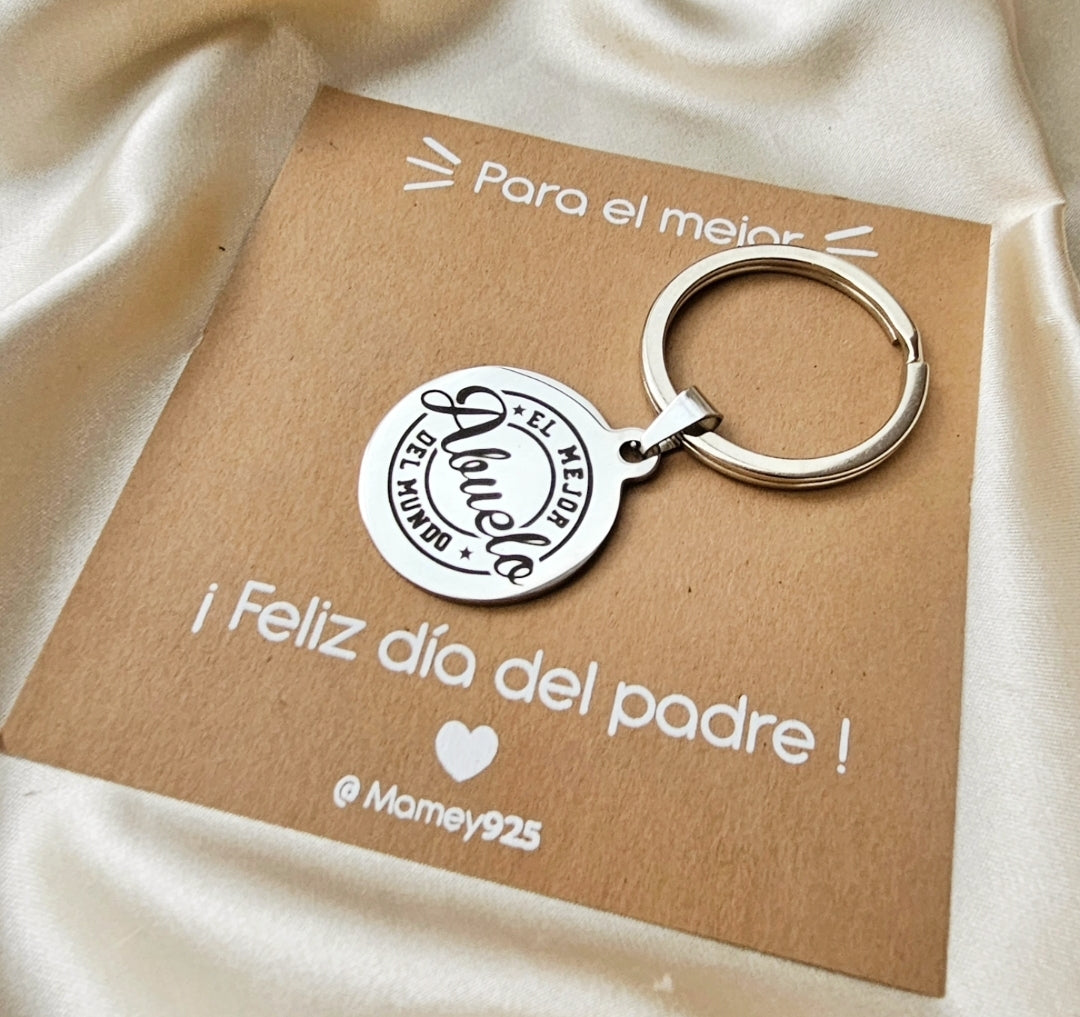 Para el mejor
EL MEJOR
Abuelo
DEL MUNDO
¡ Feliz día del padre !
@ Mamey925